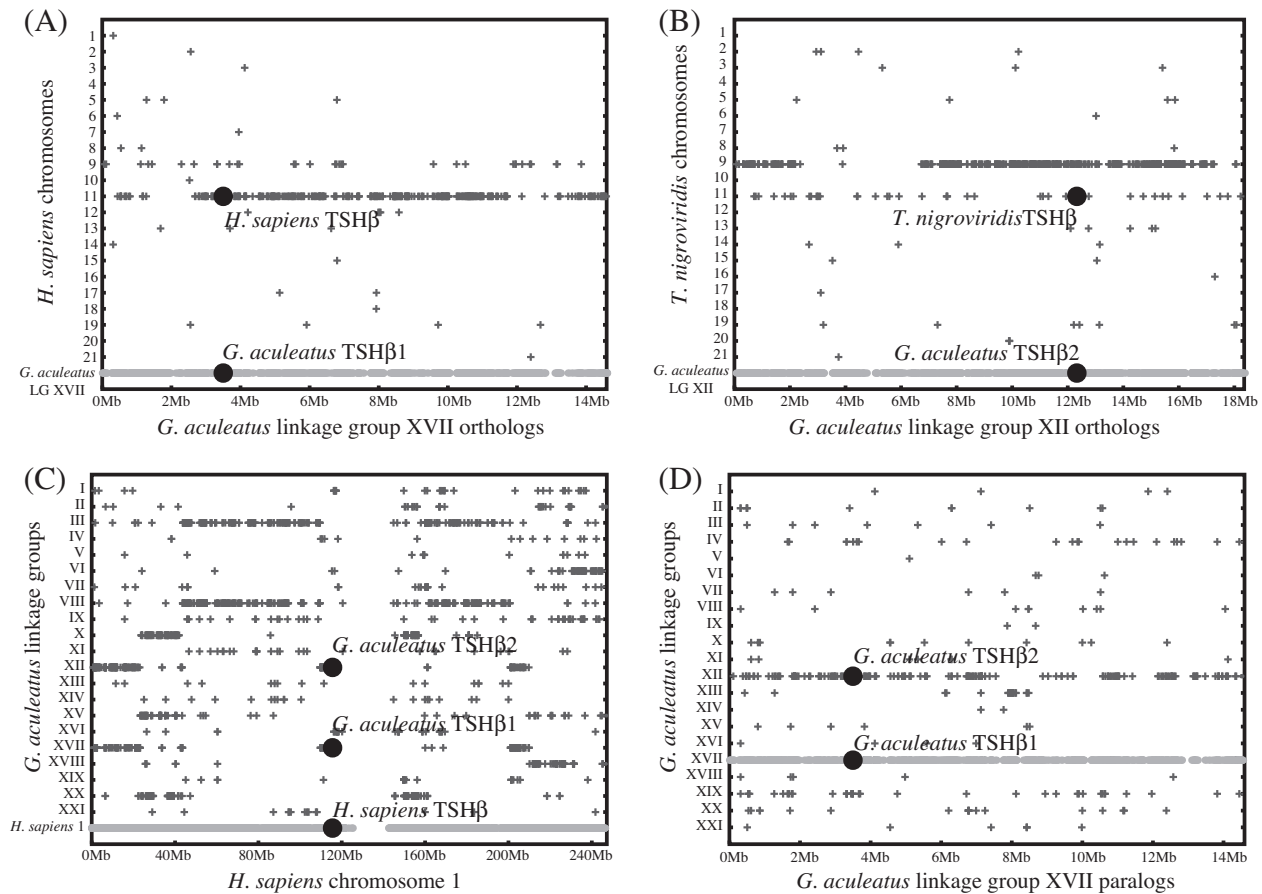 (A)
H. sapiens chromosomes
1
2
3
4
5
6
7
8
9
10
11
12
13
14
15
16
17
18
19
20
21
G. aculeatus
LG XVII
H. sapiens TSHβ
G. aculeatus TSHβ1
0Mb 4Mb 6Mb 8Mb 10Mb 12Mb 14Mb
G. aculeatus linkage group XVII orthologs
(B)
T. nigroviridis chromosomes
1
2
3
4
5
6
7
8
9
10
11
12
13
14
15
16
17
18
19
20
21
G. aculeatus
LG XII
T. nigroviridisTSHβ
G. aculeatus TSHβ2
0Mb 2Mb 4Mb 6Mb 8Mb 10Mb 12Mb 14Mb 16Mb 18Mb
G. aculeatus linkage group XII orthologs
(C)
G. aculeatus linkage groups
I
II
III
IV
V
VI
VII
VIII
IX
X
XI
XII
XIII
XIV
XV
XVI
XVII
XVIII
XIX
XX
XXI
H. sapiens 1
G. aculeatus TSHβ2
G. aculeatus TSHβ1
H. sapiens TSHβ
0Mb 40Mb 80Mb 120Mb 160Mb 200Mb 240Mb
H. sapiens chromosome 1
(D)
G. aculeatus linkage groups
I
II
III
IV
V
VI
VII
VIII
IX
X
XI
XII
XIII
XIV
XV
XVI
XVII
XVIII
XIX
XX
XXI
G. aculeatus TSHβ2
G. aculeatus TSHβ1
0Mb 2Mb 4Mb 6Mb 8Mb 10Mb 12Mb 14Mb
G. aculeatus linkage group XVII paralogs